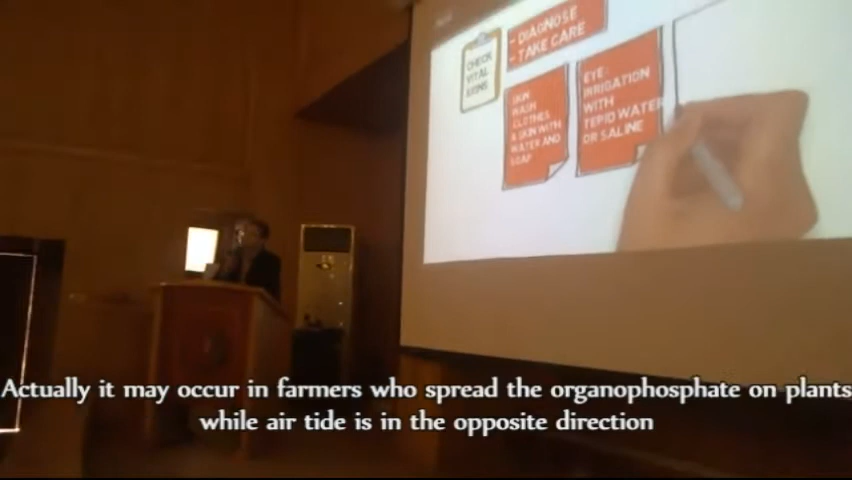 - DIAGNOSE
- TAKE CARE
CHECK
VITAL
SIGNS
SKIN
WASH
CLOTHES
& SKIN WITH
WATER AND
SOAP
EYE:
IRRIGATION
WITH
TEPID WATER
OR SALINE
Actually it may occur in farmers who spread the organophosphate on plants
while air tide is in the opposite direction